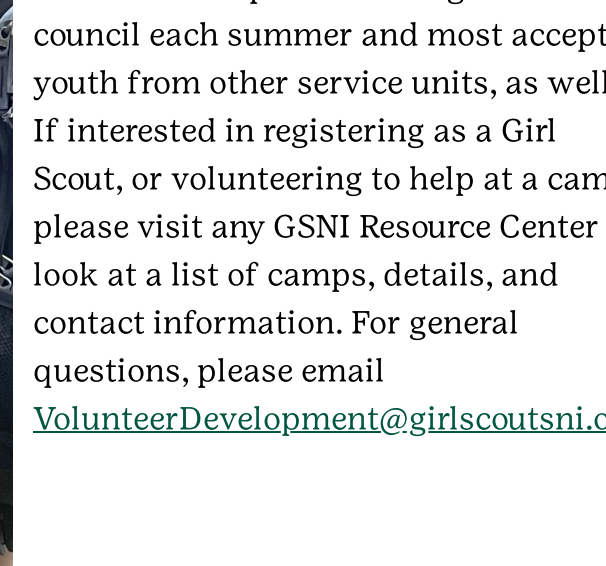 council each summer and most accept
youth from other service units, as well
If interested in registering as a Girl
Scout, or volunteering to help at a
please visit any GSNI Resource Center
look at a list of camps, details, and
contact information. For general
questions, please email
VolunteerDevelopment@girlscoutsni.